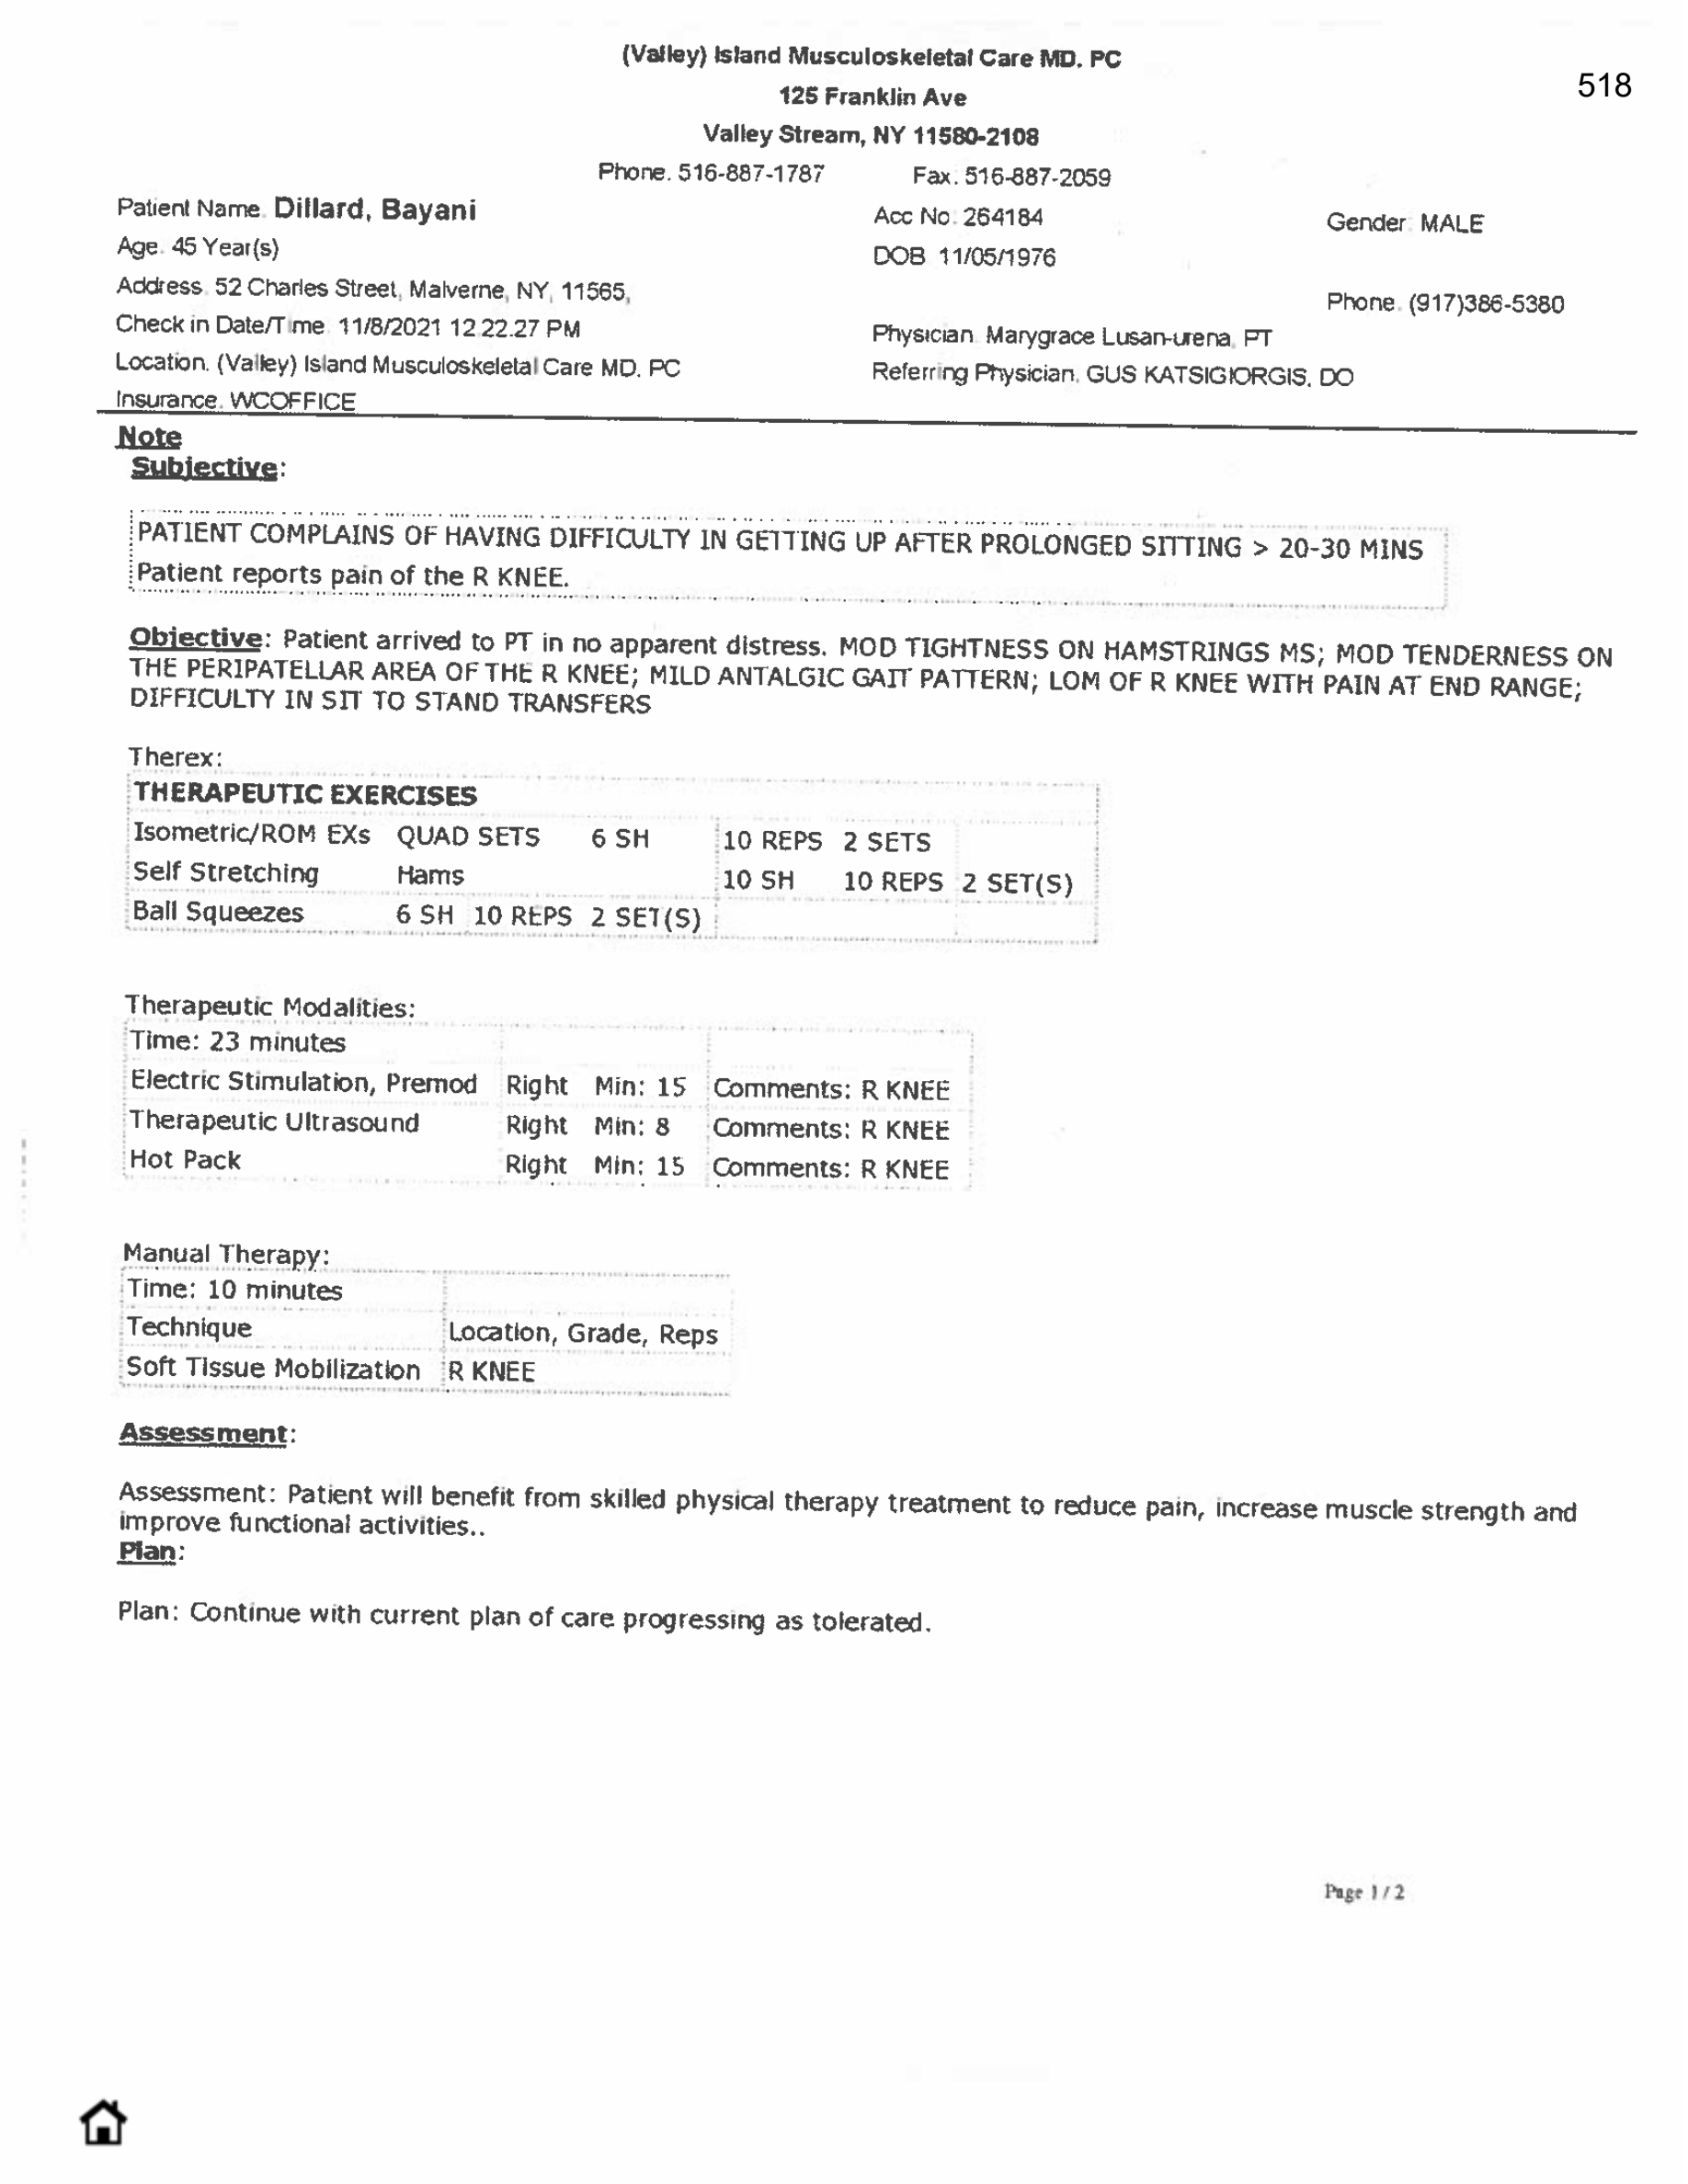 (Valley) Island Musculoskeletal Care MD. PC
518
125 Franklin Ave
Valley Stream, NY 11580-2108
Phone. 516-887-1787 Fax. 516-887-2059
Patient Name. Dillard, Bayani Acc No. 264184 Gender. MALE
Age. 45 Year(s) DOB 11/05/1976
Address. 52 Charles Street, Malverne, NY, 11565, Phone. (917)386-5380
Check in Date/Time 11/8/2021 12.22.27 PM Physician. Marygrace Lusan-urena, PT
Location. (Valley) Island Musculoskeletal Care MD. PC Referring Physician. GUS KATSIGIORGIS, DO
Insurance. WCOFFICE
Note
Subjective:
PATIENT COMPLAINS OF HAVING DIFFICULTY IN GETTING UP AFTER PROLONGED SITTING > 20-30 MINS
Patient reports pain of the R KNEE.
Objective: Patient arrived to PT in no apparent distress. MOD TIGHTNESS ON HAMSTRINGS MS; MOD TENDERNESS ON
THE PERIPATELLAR AREA OF THE R KNEE; MILD ANTALGIC GAIT PATTERN; LOM OF R KNEE WITH PAIN AT END RANGE;
DIFFICULTY IN SIT TO STAND TRANSFERS
Therex:
THERAPEUTIC EXERCISES
Isometric/ROM EXs QUAD SETS 6 SH 10 REPS 2 SETS
Self Stretching Hams 10 SH 10 REPS 2 SET(S)
Ball Squeezes 6 SH 10 REPS 2 SET(S)
Therapeutic Modalities:
Time: 23 minutes
Electric Stimulation, Premod Right Min: 15 Comments: R KNEE
Therapeutic Ultrasound Right Min: 8 Comments: R KNEE
Hot Pack Right Min: 15 Comments: R KNEE
Manual Therapy:
Time: 10 minutes
Technique Location, Grade, Reps
Soft Tissue Mobilization R KNEE
Assessment:
Assessment: Patient will benefit from skilled physical therapy treatment to reduce pain, increase muscle strength and
improve functional activities..
Plan:
Plan: Continue with current plan of care progressing as tolerated.
Page 1 / 2